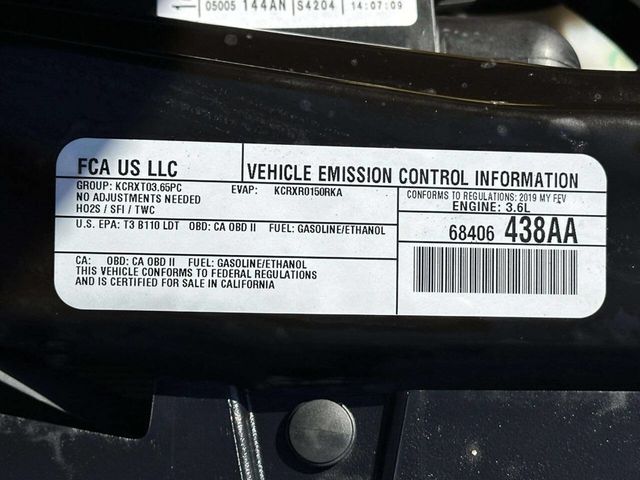 05005 144AN S4204 14:07:09
FCA US LLC
VEHICLE EMISSION CONTROL INFORMATION
GROUP: KCRXT03.65PC EVAP: KCRXR0150RKA
NO ADJUSTMENTS NEEDED
HO2S / SFI / TWC
CONFORMS TO REGULATIONS: 2019 MY FFV
ENGINE: 3.6L
U.S. EPA: T3 B110 LDT OBD: CA OBD II FUEL: GASOLINE/ETHANOL
68406 438AA
CA: OBD: CA OBD II FUEL: GASOLINE/ETHANOL
THIS VEHICLE CONFORMS TO FEDERAL REGULATIONS
AND IS CERTIFIED FOR SALE IN CALIFORNIA